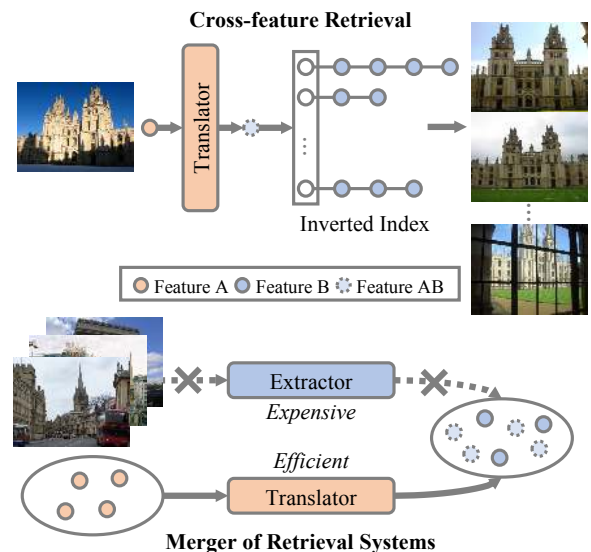 Cross-feature Retrieval
Translator
Inverted Index
Feature A
Feature B
Feature AB
Extractor
Expensive
Efficient
Translator
Merger of Retrieval Systems